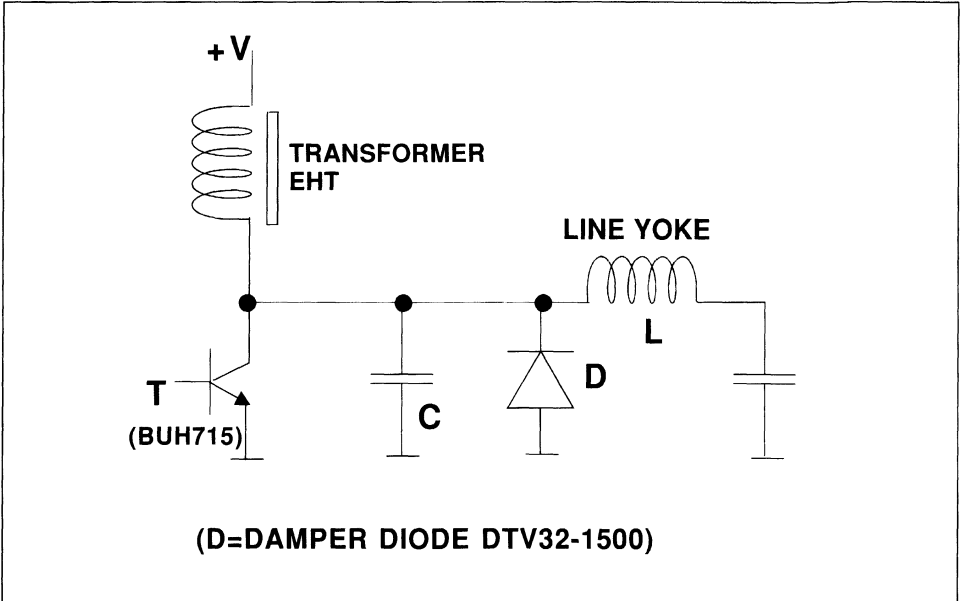 +V
TRANSFORMER
EHT
LINE YOKE
L
T
(BUH715)
C
D
(D=DAMPER DIODE DTV32-1500)